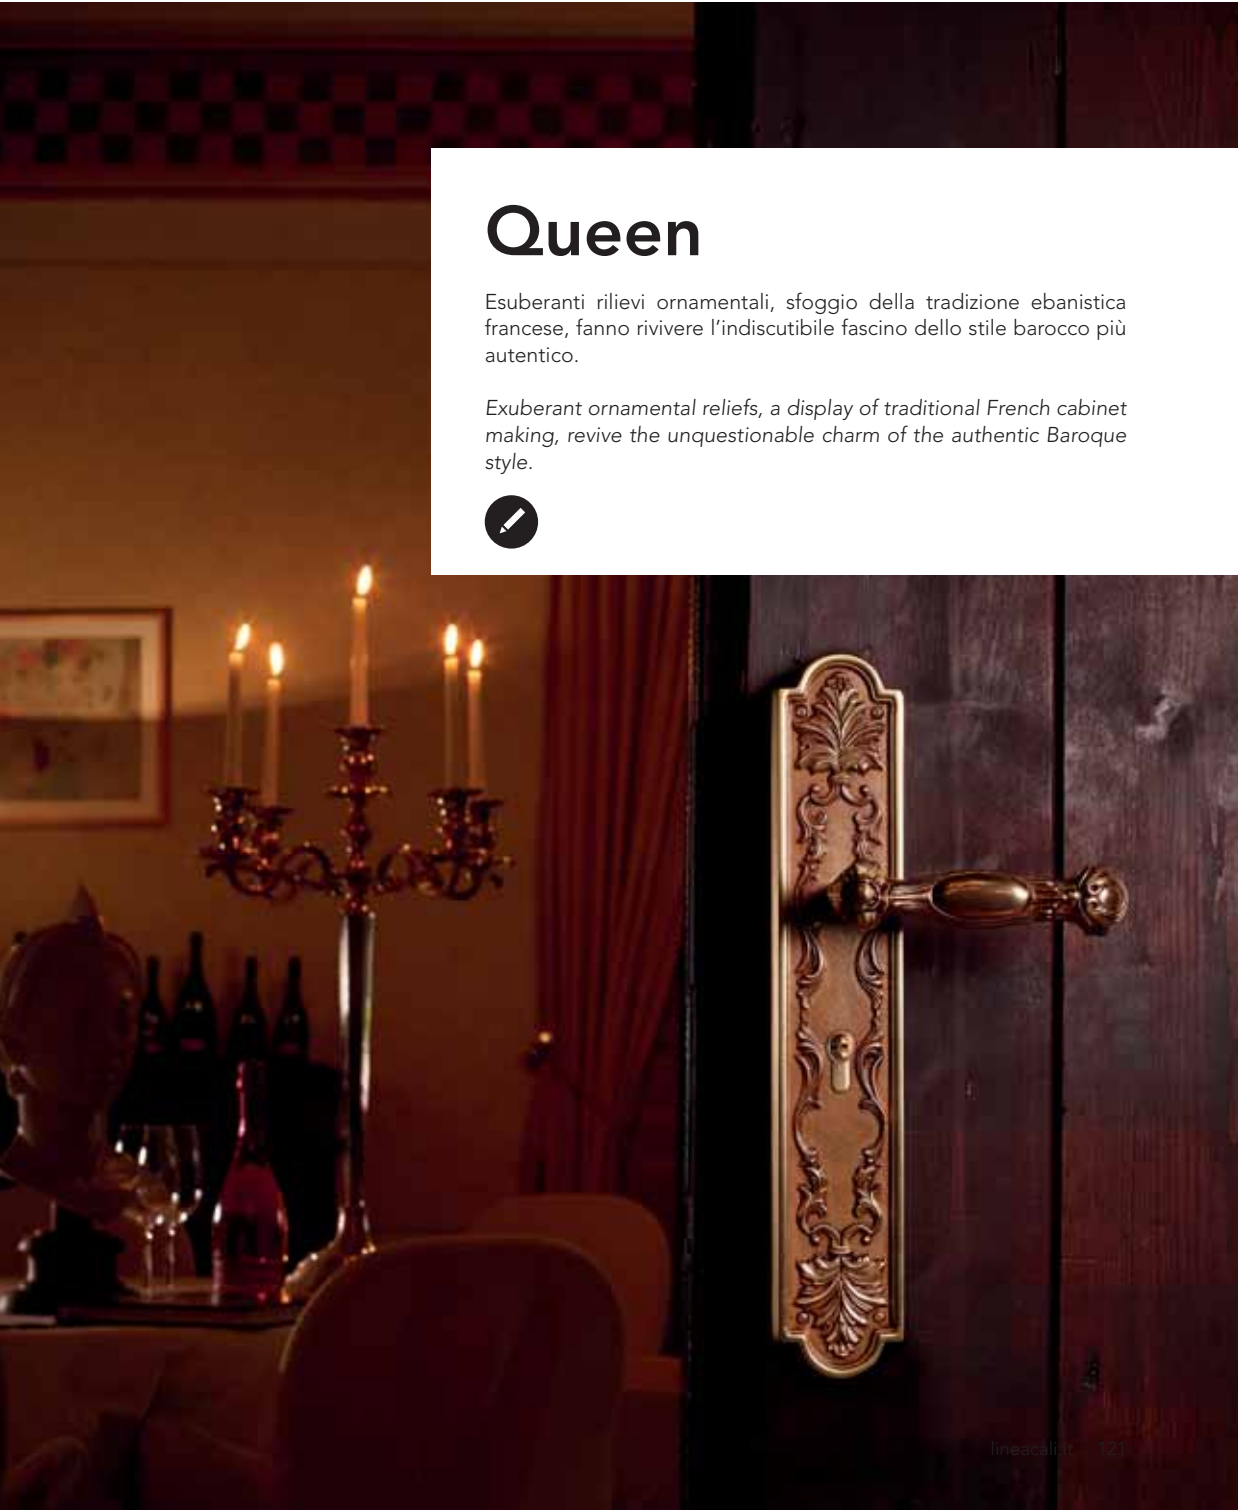 Queen
Esuberanti rilievi ornamentali, sfoggio della tradizione ebanistica
francese, fanno rivivere l’indiscutibile fascino dello stile barocco più
autentico.
Exuberant ornamental reliefs, a display of traditional French cabinet
making, revive the unquestionable charm of the authentic Baroque
style.
lineacali.it 121